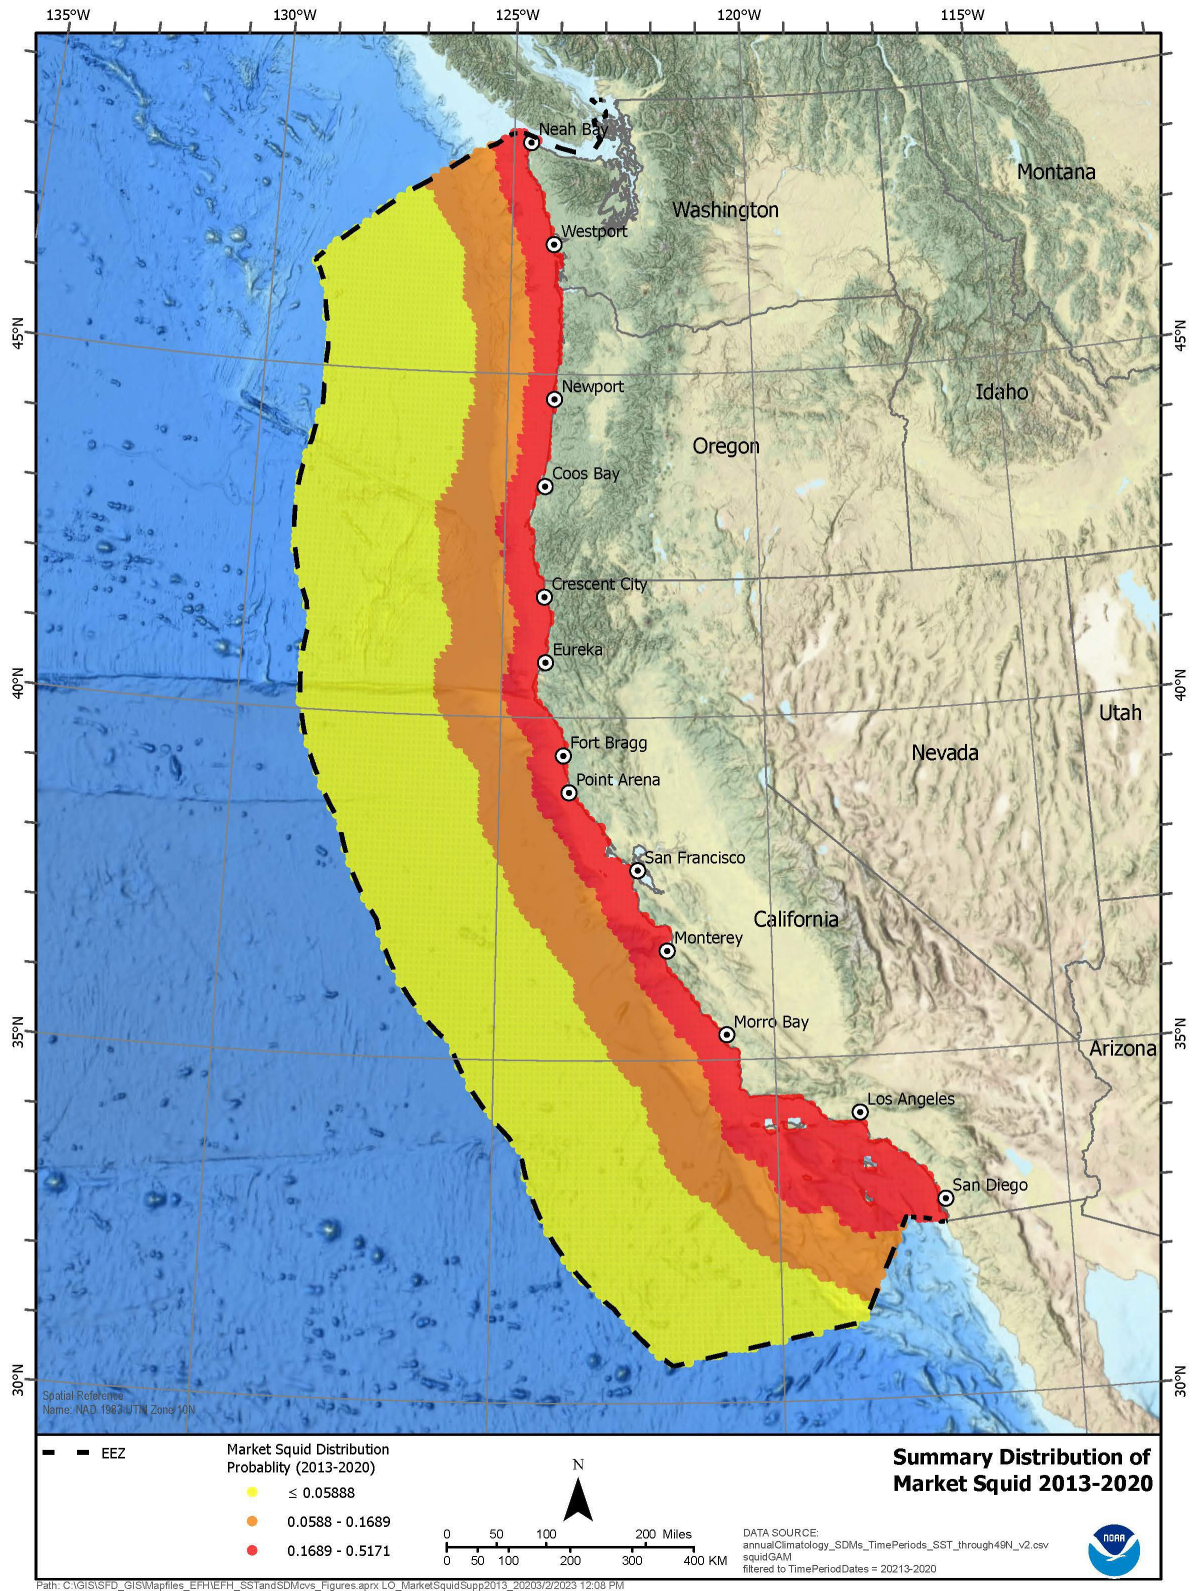 135°W 130°W 125°W 120°W 115°W
Neah Bay
Montana
Washington
Westport
45°N 45°N
Newport
Idaho
Oregon
Coos Bay
Crescent City
Eureka
40°N 40°N
Utah
Fort Bragg
Nevada
Point Arena
San Francisco
California
Monterey
Morro Bay
35°N 35°N
Arizona
Los Angeles
San Diego
30°N 30°N
Spatial Reference
Name: NAD 1983 UTM Zone 10N
EEZ
Market Squid Distribution
Probablity (2013-2020)
≤ 0.05888
0.0588 - 0.1689
0.1689 - 0.5171
N
0 50 100 200 Miles
0 50 100 200 300 400 KM
Summary Distribution of
Market Squid 2013-2020
DATA SOURCE:
annualClimatology_SDMs_TimePeriods_SST_through49N_v2.csv
squidGAM
filtered to TimePeriodDates = 20213-2020
NOAA
Path: C:\GIS\SFD_GIS\Mapfiles_EFH\EFH_SSTandSDMcvs_Figures.aprx LO_MarketSquidSupp2013_20203/2/2023 12:08 PM